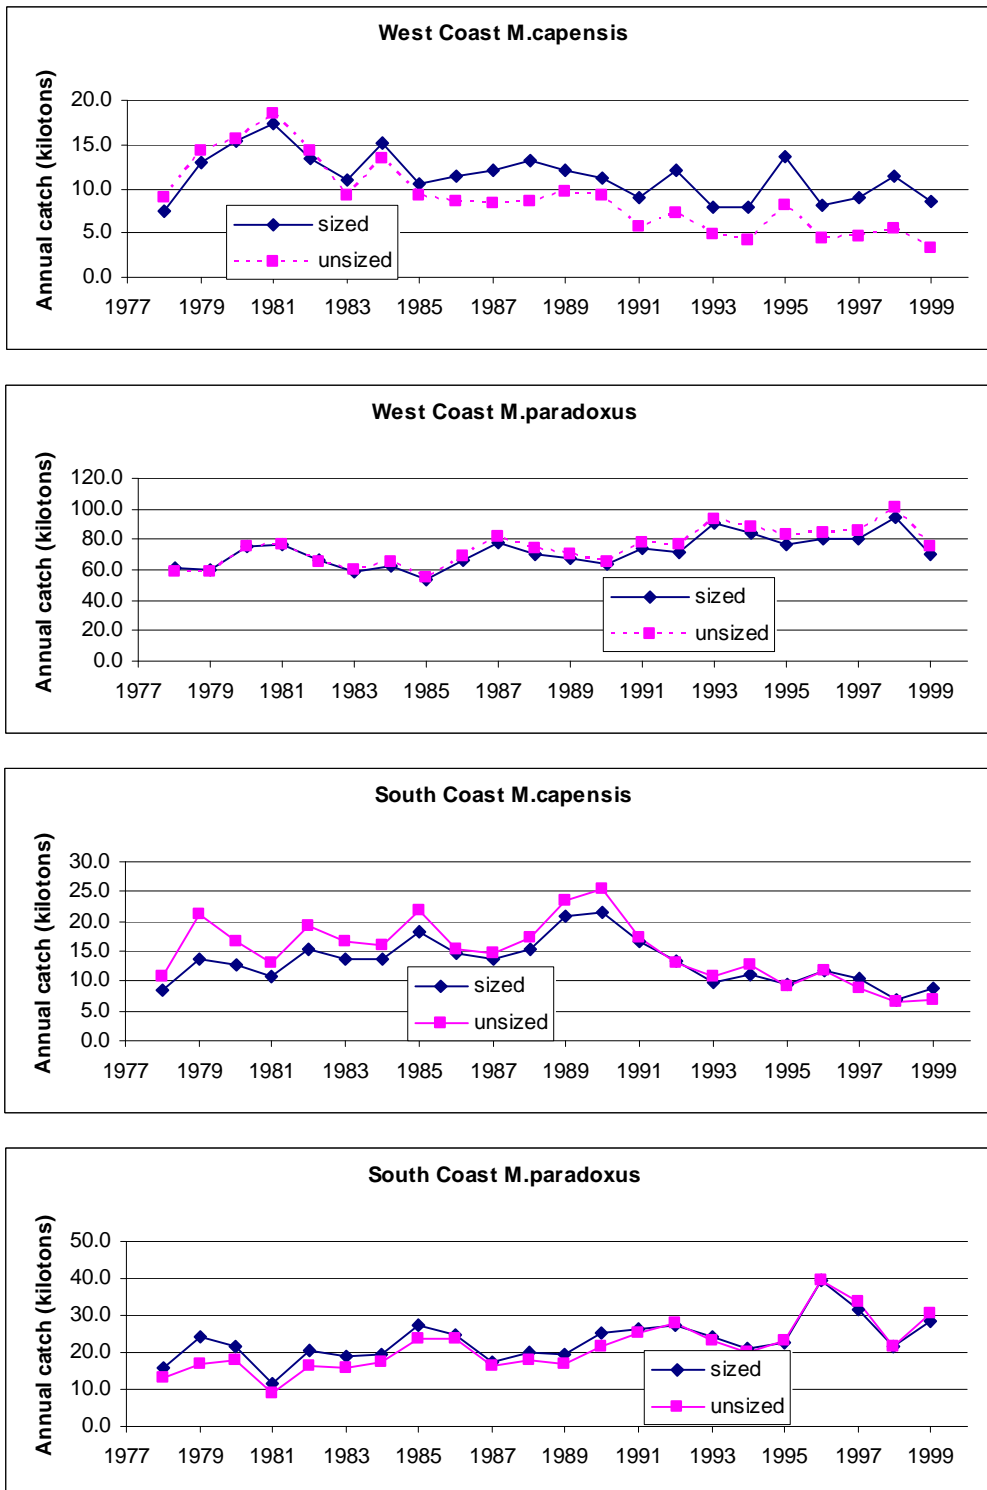 West Coast M.capensis
Annual catch (kilotons)
20.0
15.0
10.0
5.0
0.0
sized
unsized
1977 1979 1981 1983 1985 1987 1989 1991 1993 1995 1997 1999
West Coast M.paradoxus
Annual catch (kilotons)
120.0
100.0
80.0
60.0
40.0
20.0
0.0
sized
unsized
1977 1979 1981 1983 1985 1987 1989 1991 1993 1995 1997 1999
South Coast M.capensis
Annual catch (kilotons)
30.0
25.0
20.0
15.0
10.0
5.0
0.0
sized
unsized
1977 1979 1981 1983 1985 1987 1989 1991 1993 1995 1997 1999
South Coast M.paradoxus
Annual catch (kilotons)
50.0
40.0
30.0
20.0
10.0
0.0
sized
unsized
1977 1979 1981 1983 1985 1987 1989 1991 1993 1995 1997 1999